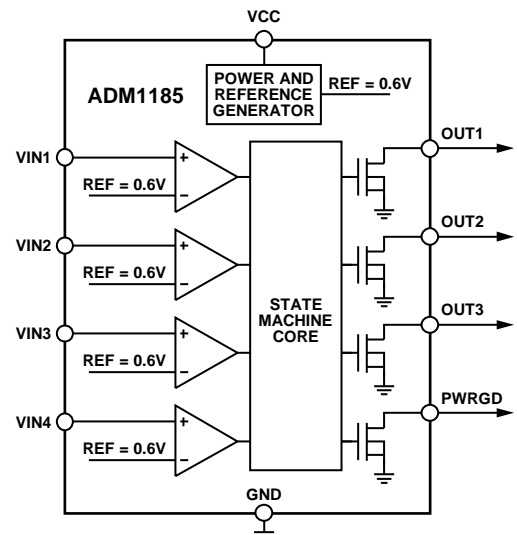 VCC
ADM1185
POWER AND
REFERENCE
GENERATOR
REF = 0.6V
VIN1
+
REF = 0.6V
−
OUT1
VIN2
+
REF = 0.6V
−
OUT2
VIN3
+
REF = 0.6V
−
STATE
MACHINE
CORE
OUT3
VIN4
+
REF = 0.6V
−
PWRGD
GND